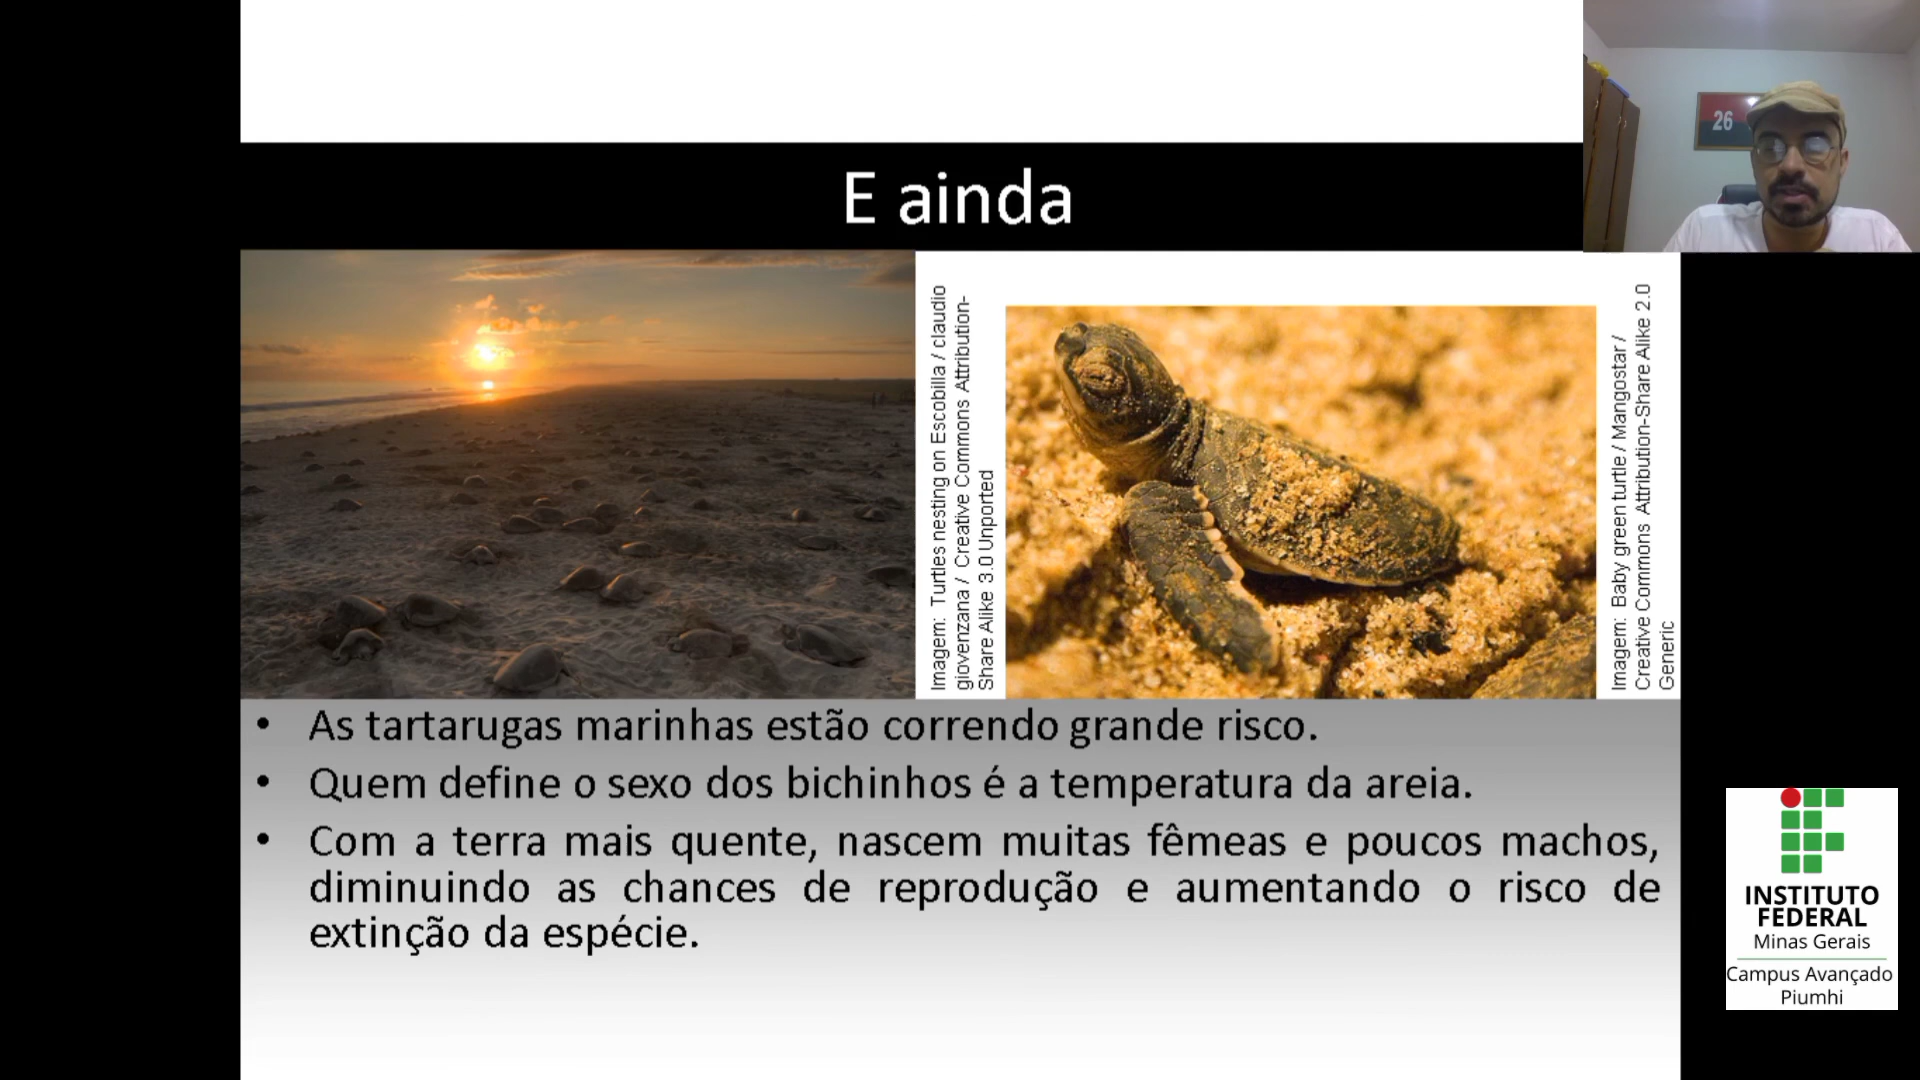 26
E ainda
Imagem: Turtles nesting on Escobilla / claudio
giovenzana / Creative Commons Attribution-
Share Alike 3.0 Unported
Imagem: Baby green turtle / Mangostar /
Creative Commons Attribution-Share Alike 2.0
Generic
• As tartarugas marinhas estão correndo grande risco.
• Quem define o sexo dos bichinhos é a temperatura da areia.
• Com a terra mais quente, nascem muitas fêmeas e poucos machos,
diminuindo as chances de reprodução e aumentando o risco de
extinção da espécie.
INSTITUTO
FEDERAL
Minas Gerais
Campus Avançado
Piumhi